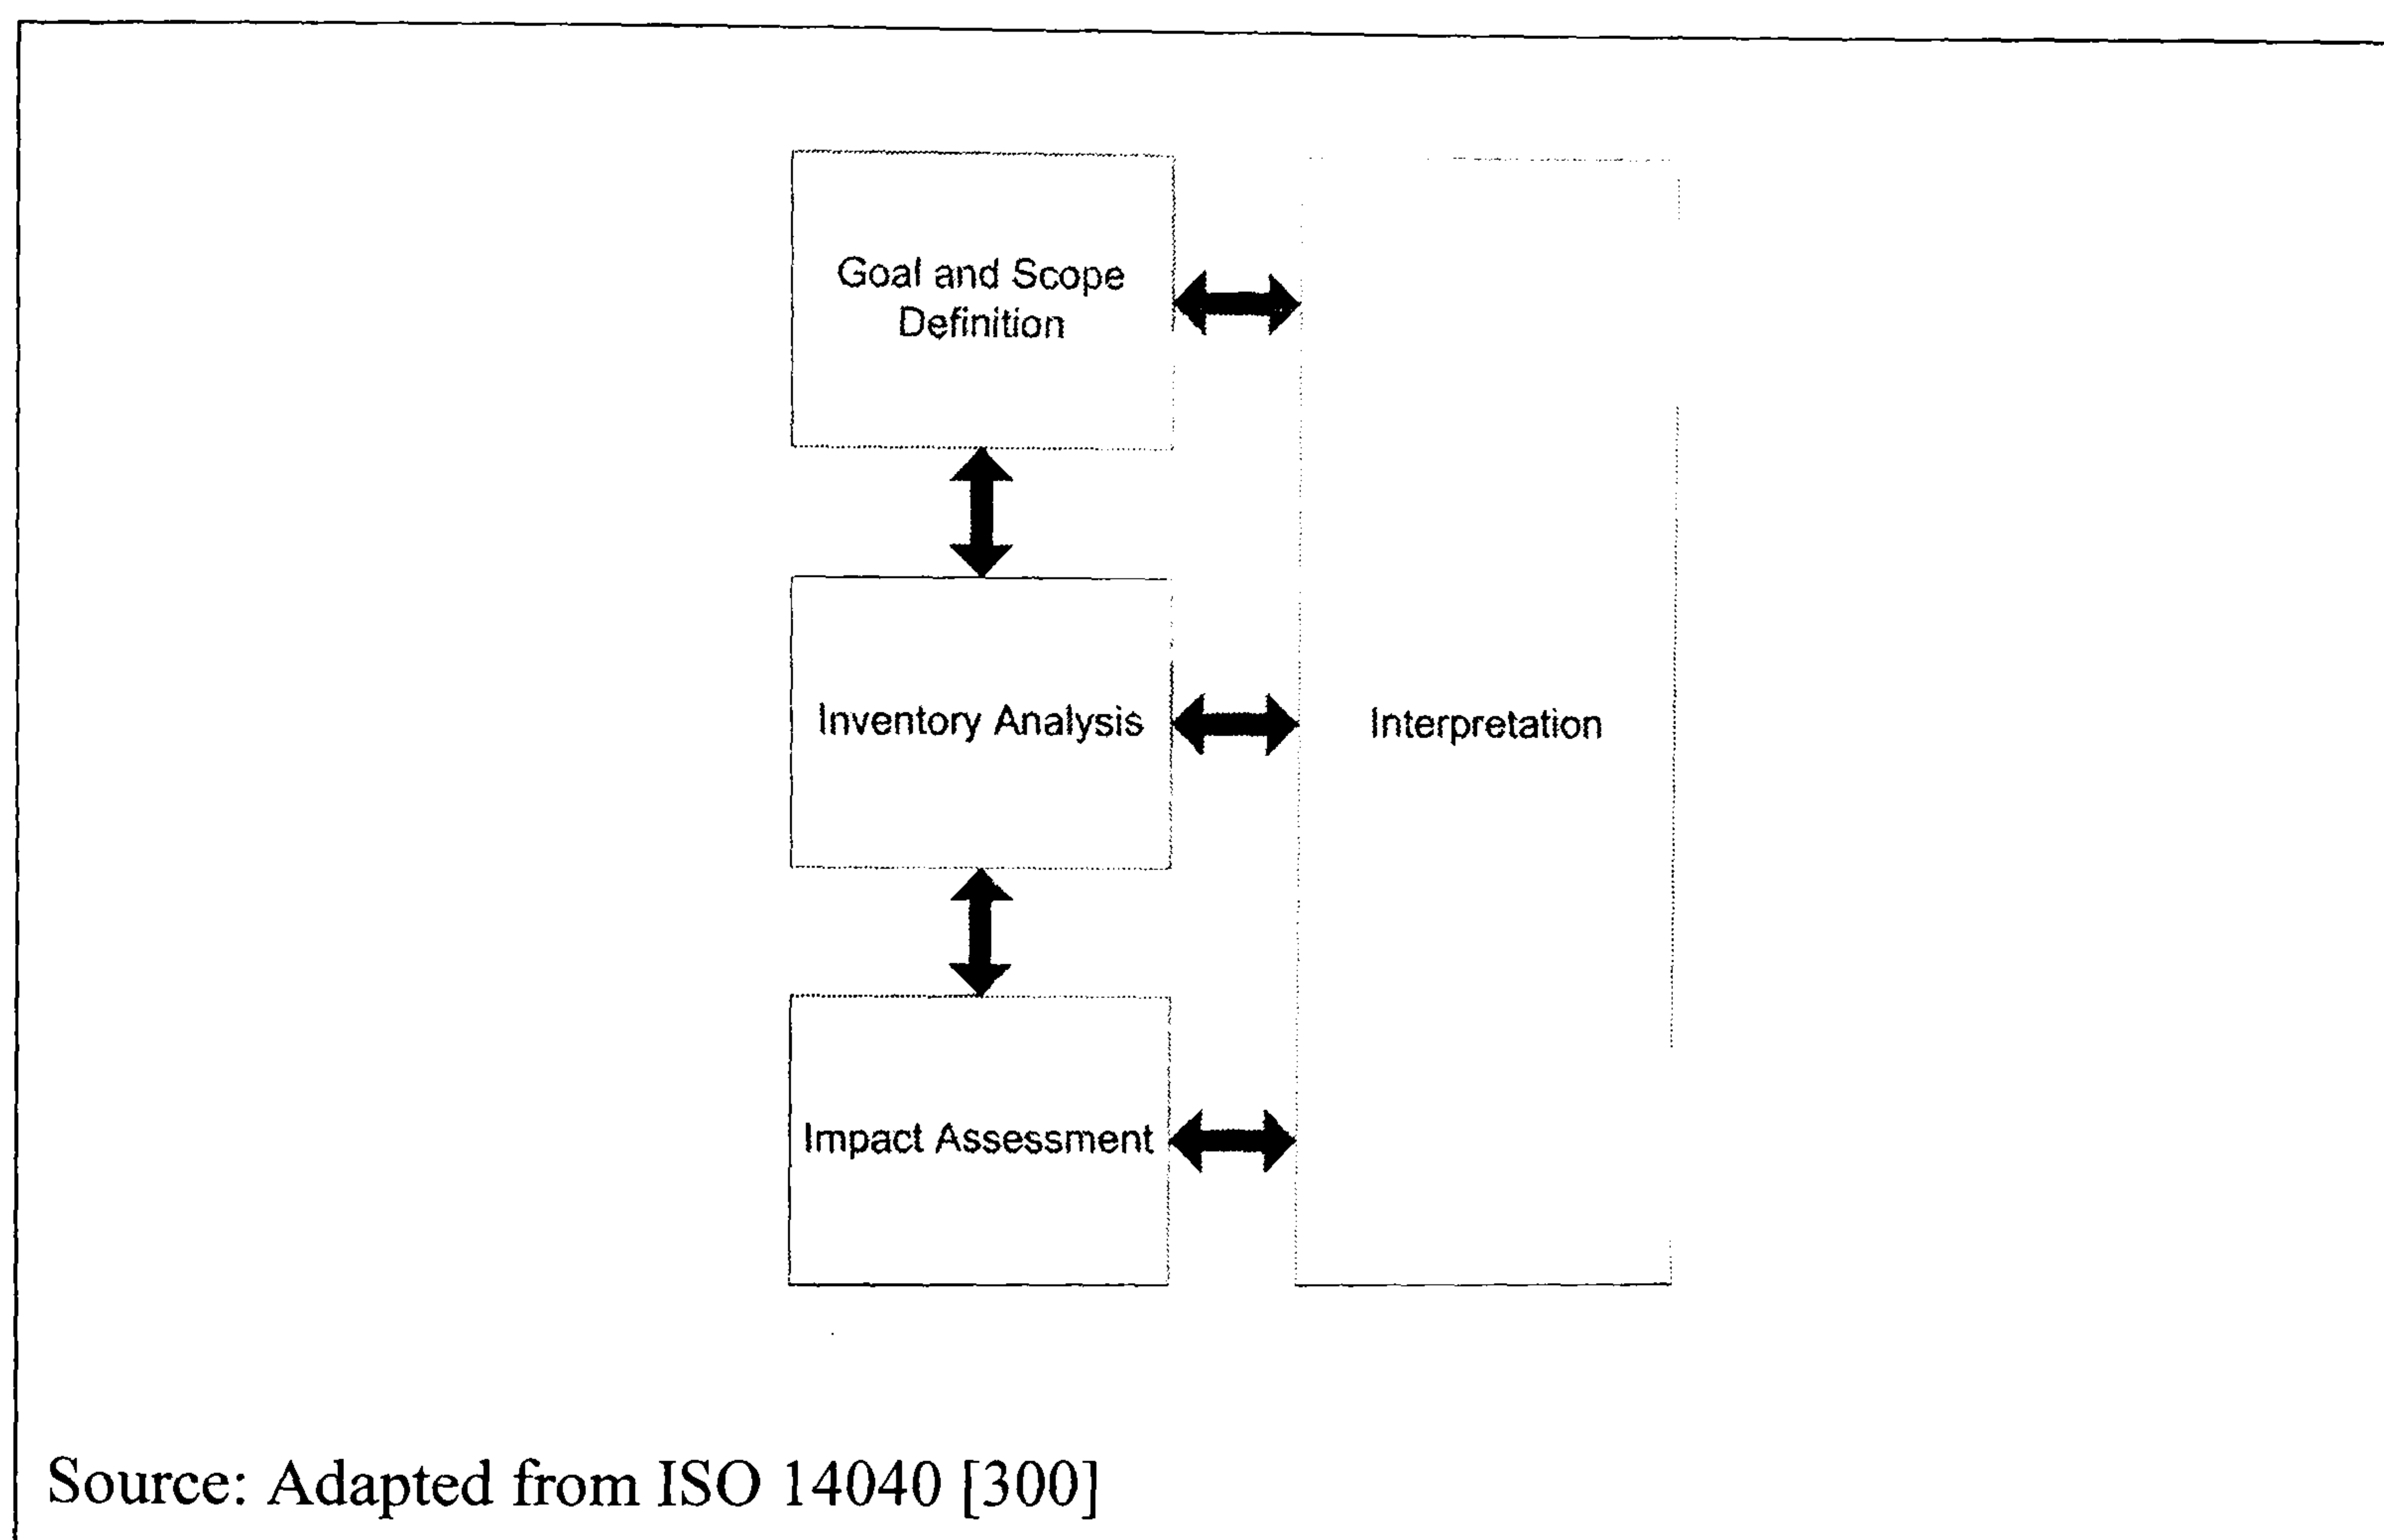 Goal and Scope
Definition
Inventory Analysis
Interpretation
Impact Assessment
Source: Adapted from ISO 14040 [300]